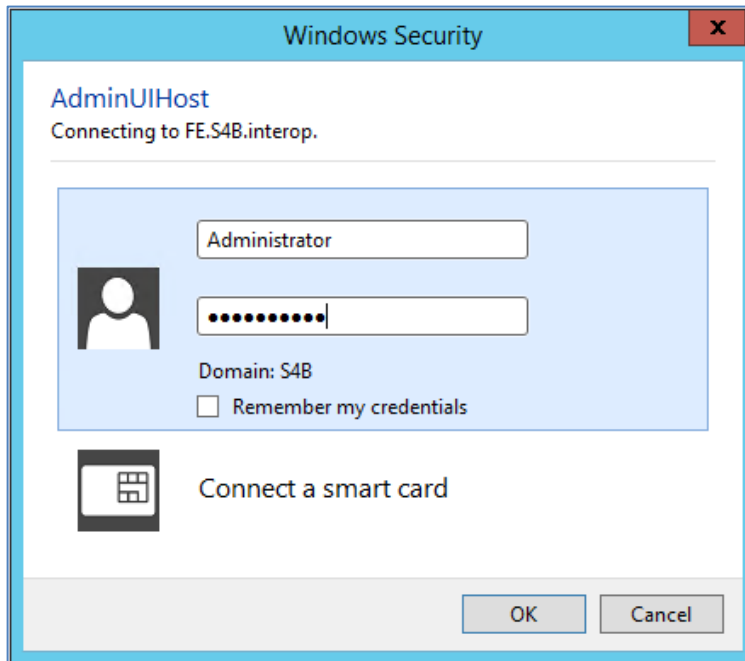 Windows Security
x
AdminUIHost
Connecting to FE.S4B.interop.
Administrator
●●●●●●●●●●
Domain: S4B
Remember my credentials
Connect a smart card
OK Cancel